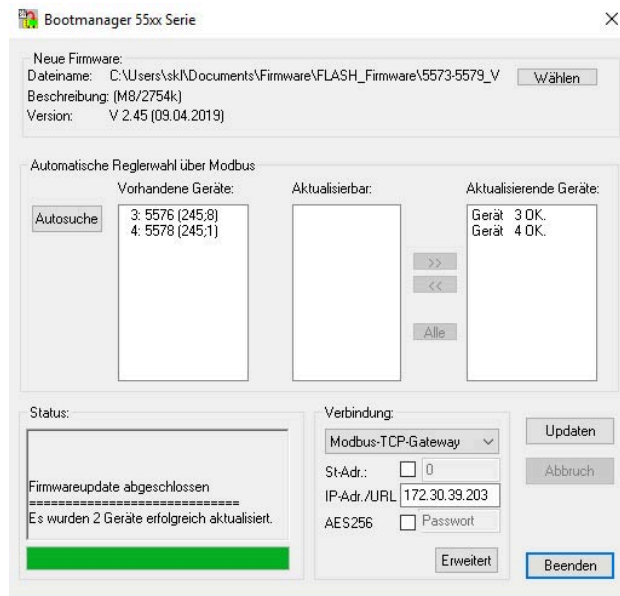 Bootmanager 55xx Serie
Neue Firmware:
Dateiname: C:\Users\skl\Documents\Firmware\FLASH_Firmware\5573-5579_V
Wählen
Beschreibung: (M8/2754k)
Version: V 2.45 (09.04.2019)
Automatische Reglerwahl über Modbus
Vorhandene Geräte: Aktualisierbar: Aktualisierende Geräte:
Autosuche
3: 5576 (245;8)
4: 5578 (245;1)
Gerät 3 OK.
Gerät 4 OK.
>>
<<
Alle
Status:
Firmwareupdate abgeschlossen
=============================
Es wurden 2 Geräte erfolgreich aktualisiert.
Verbindung:
Modbus-TCP-Gateway
St-Adr.: 0
IP-Adr./URL 172.30.39.203
AES256 Passwort
Erweitert
Updaten
Abbruch
Beenden